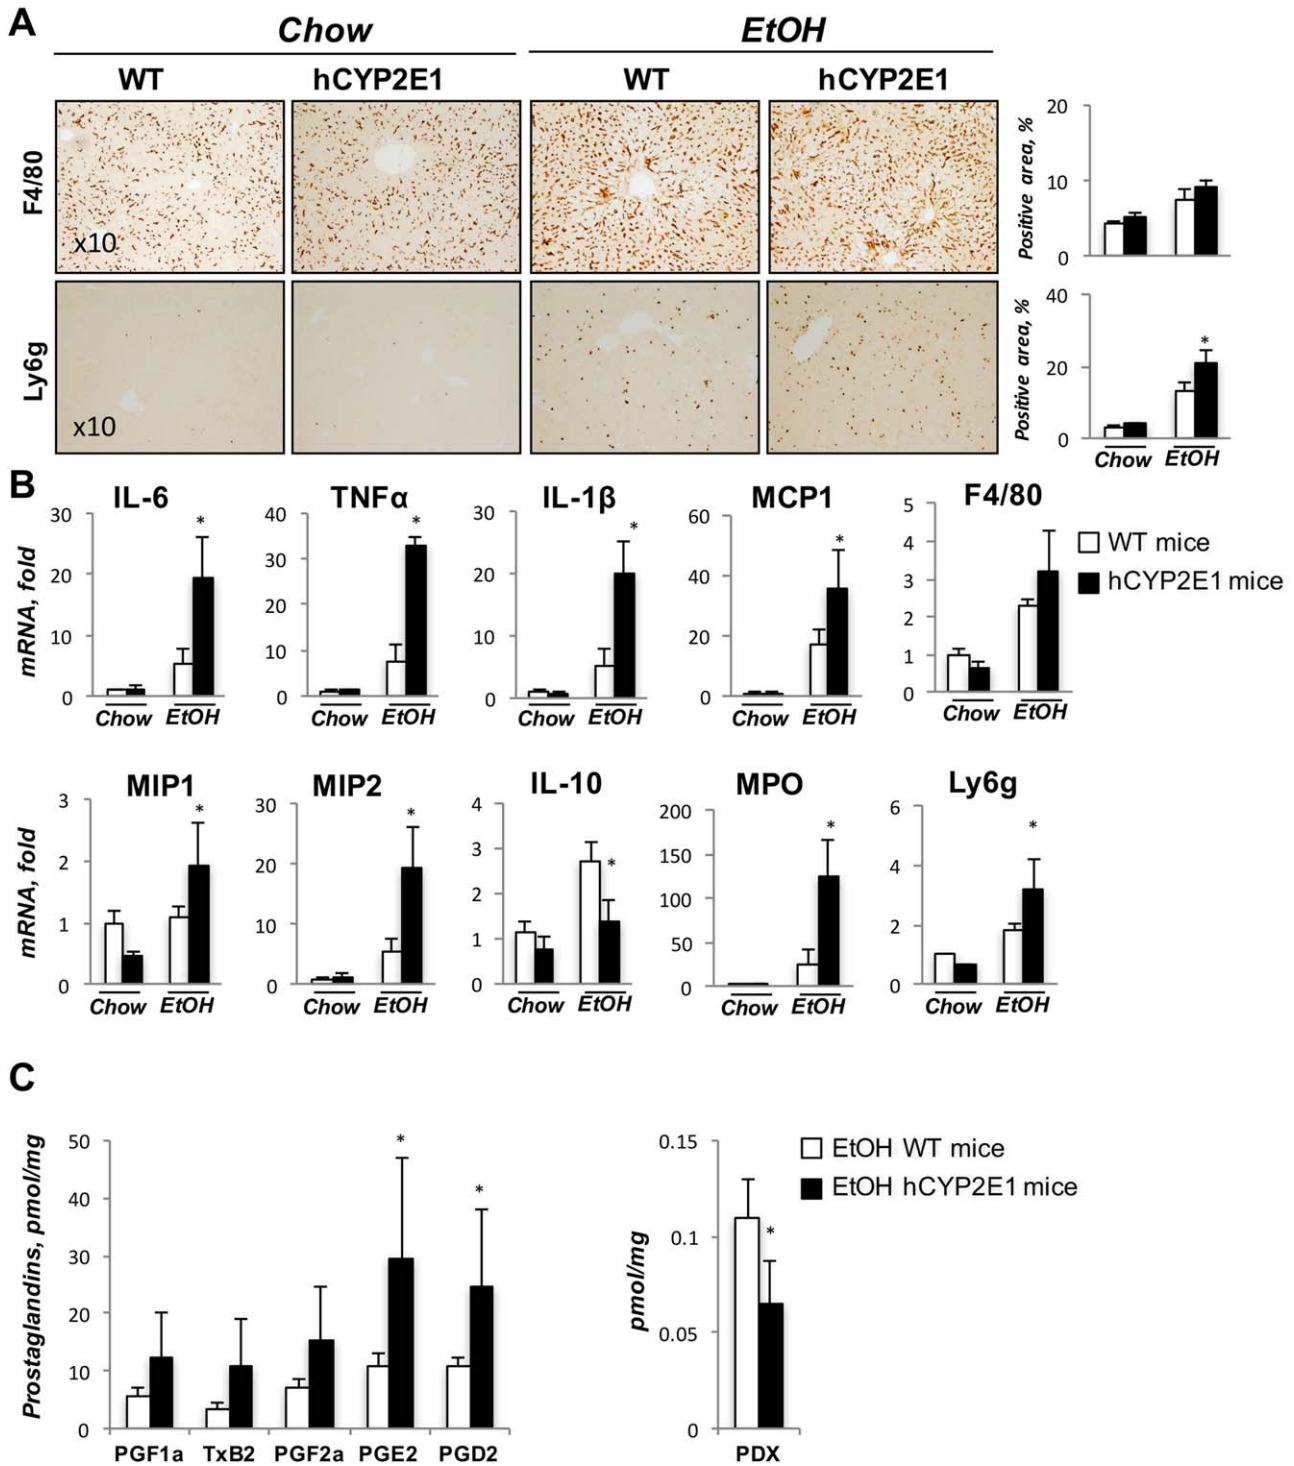 A
Chow EtOH
WT hCYP2E1 WT hCYP2E1
F4/80
x10
Positive area, %
20
10
0
Ly6g
x10
Positive area, %
40
20
0
*
Chow EtOH
B
IL-6 TNFα IL-1β MCP1 F4/80
mRNA, fold
30
20
10
0
*
Chow EtOH
40
30
20
10
0
*
Chow EtOH
30
20
10
0
*
Chow EtOH
60
40
20
0
*
Chow EtOH
5
4
3
2
1
0
Chow EtOH
WT mice
hCYP2E1 mice
MIP1 MIP2 IL-10 MPO Ly6g
mRNA, fold
3
2
1
0
*
Chow EtOH
30
20
10
0
*
Chow EtOH
4
3
2
1
0
*
Chow EtOH
200
150
100
50
0
*
Chow EtOH
6
4
2
0
*
Chow EtOH
C
Prostaglandins, pmol/mg
50
40
30
20
10
0
* *
PGF1a TxB2 PGF2a PGE2 PGD2
pmol/mg
0.15
0.1
0.05
0
*
PDX
EtOH WT mice
EtOH hCYP2E1 mice